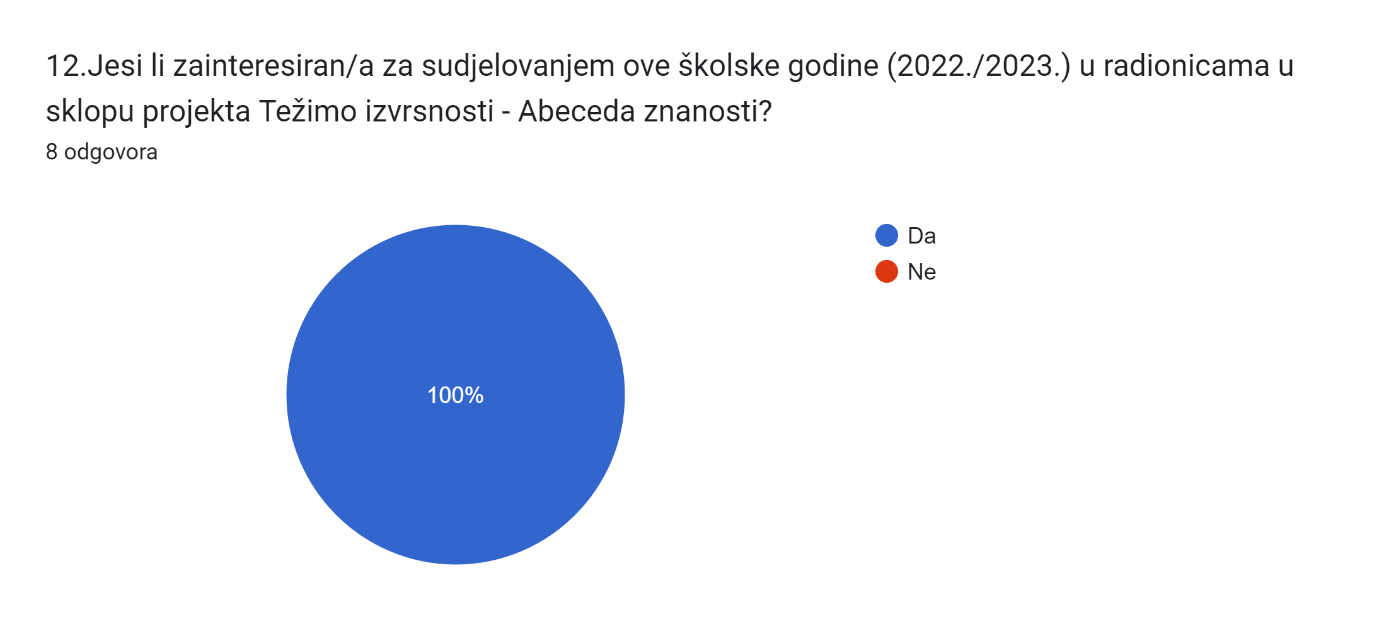 12.Jesi li zainteresiran/a za sudjelovanjem ove školske godine (2022./2023.) u radionicama u
sklopu projekta Težimo izvrsnosti - Abeceda znanosti?
8 odgovora
Da
Ne
100%